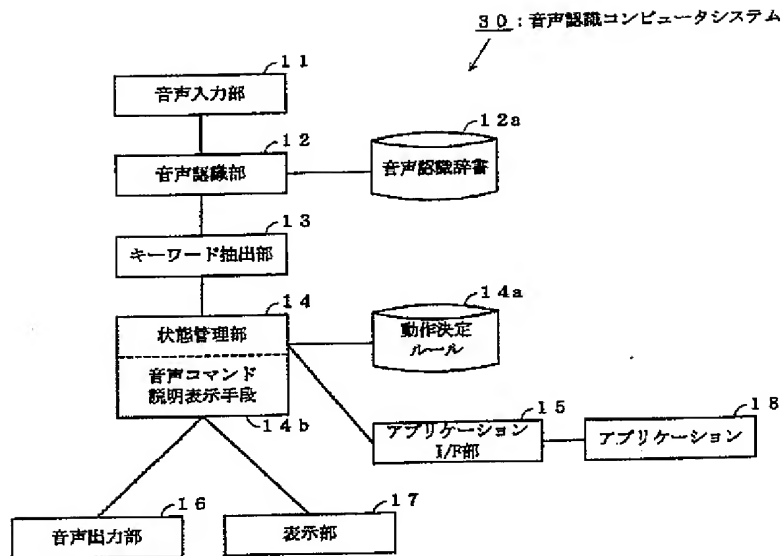 ３０：音声認識コンピュータシステム
１１
音声入力部
１２
音声認識部
１２a
音声認識辞書
１３
キーワード抽出部
１４
状態管理部
音声コマンド
説明表示手段
１４b
１４a
動作決定
ルール
１５
アプリケーション
I/F部
１８
アプリケーション
１６
音声出力部
１７
表示部